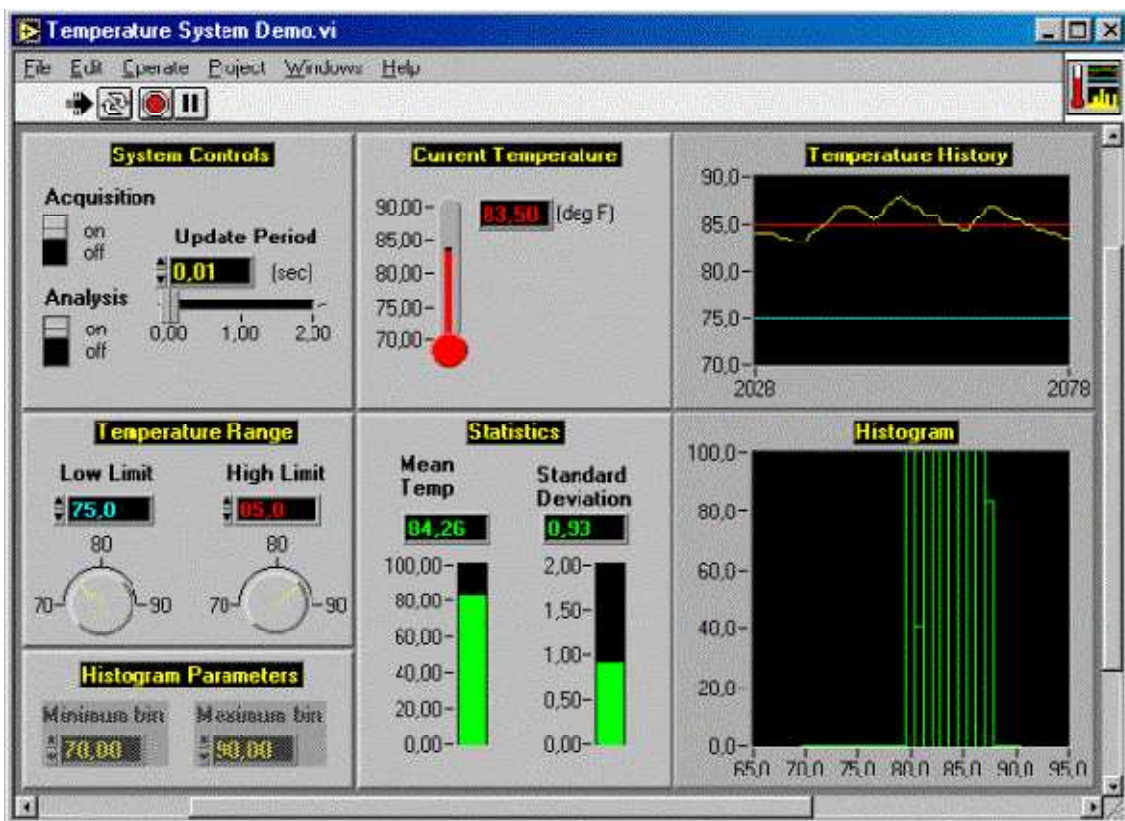 Temperature System Demo.vi
File Edit Operate Project Windows Help
System Controls
Acquisition
on
off
Update Period
0,01 (sec)
Analysis
on
off
0,00 1,00 2,00
Current Temperature
90,00
85,00
80,00
75,00
70,00
83,50 (deg F)
Temperature History
90,0
85,0
80,0
75,0
70,0
2028 2078
Temperature Range
Low Limit High Limit
75,0 85,0
80 80
70 90 70 90
Histogram Parameters
Minimum bin Maximum bin
70,00 90,00
Statistics
Mean
Temp
Standard
Deviation
84,26 0,93
100,00 2,00
80,00 1,50
60,00
40,00 1,00
20,00 0,50
0,00 0,00
Histogram
100,0
80,0
60,0
40,0
20,0
0,0
65,0 70,0 75,0 80,0 85,0 90,0 95,0